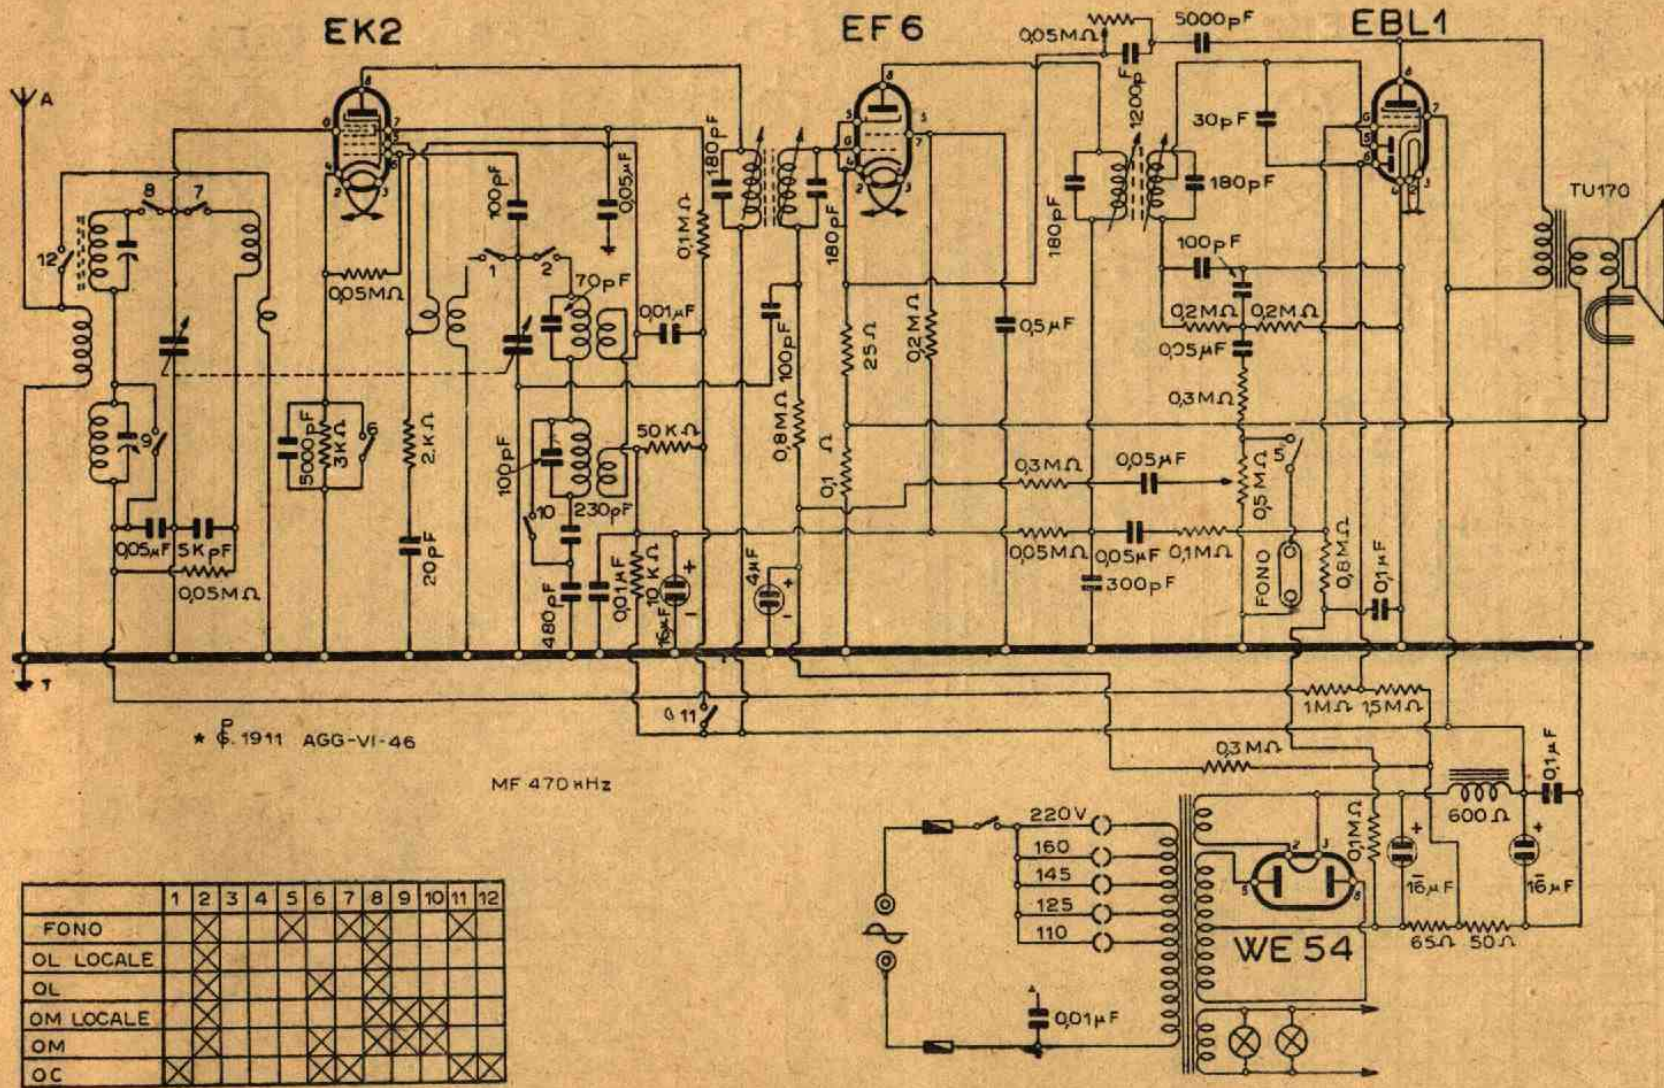 EK2
EF6
EBL1
0,05MΩ
5000pF
1200pF
A
180pF
30pF
100pF
0,05µF
0,1MΩ
180pF
180pF
180pF
TU170
8
7
12
1
2
70pF
0,05MΩ
0,01µF
100pF
0,2MΩ
0,2MΩ
0,5µF
25Ω
0,2MΩ
0,05µF
0,3MΩ
100pF
0,8MΩ
9
5000pF
3KΩ
6
2KΩ
100pF
50KΩ
0,1Ω
0,3MΩ
0,05µF
0,5MΩ
5
10
230pF
0,05µF
5KpF
0,05MΩ
20pF
480pF
0,01µF
10KΩ
16µF
+
-
4µF
+
-
0,05MΩ
0,05µF
0,1MΩ
300pF
FONO
0,8MΩ
0,1µF
T
11
1MΩ
1,5MΩ
1911 AGG-VI-46
MF 470 kHz
0,3MΩ
0,1µF
600Ω
0,1MΩ
220V
160
145
125
110
2
3
5
6
WE 54
+
16µF
+
16µF
65Ω
50Ω
0,01µF
1 2 3 4 5 6 7 8 9 10 11 12
FONO
OL LOCALE
OL
OM LOCALE
OM
OC